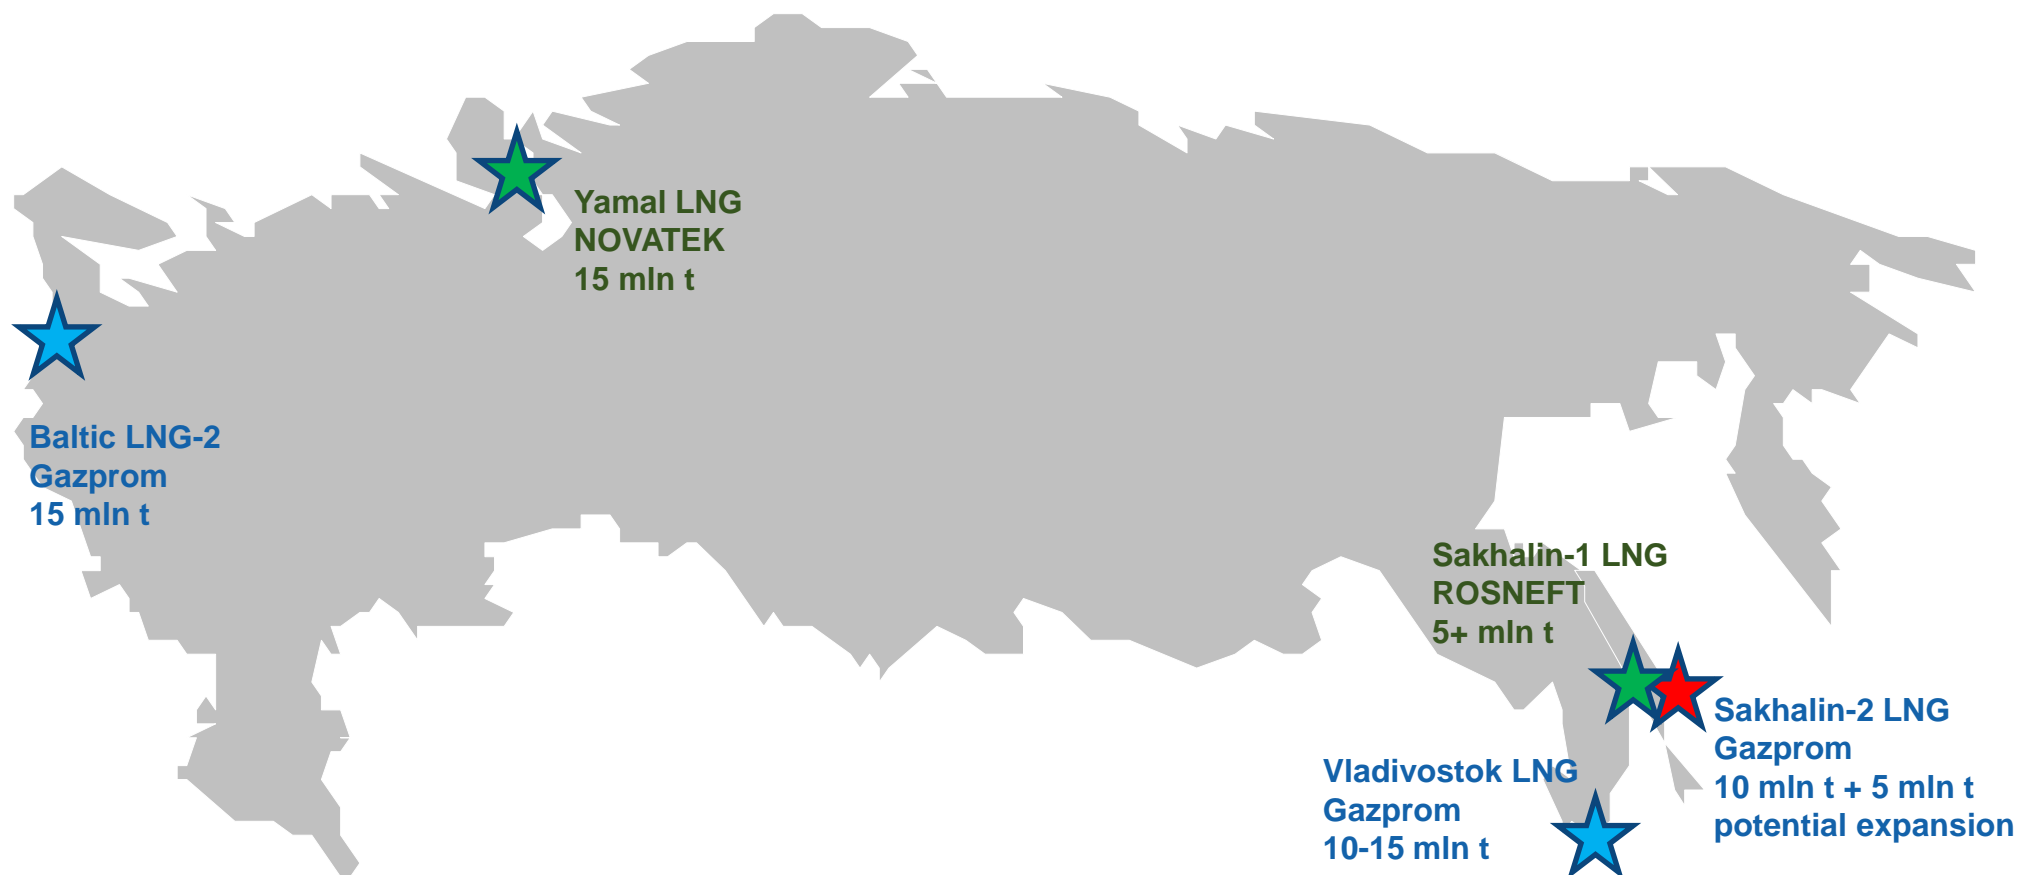 Yamal LNG
NOVATEK
15 mln t
Baltic LNG-2
Gazprom
15 mln t
Sakhalin-1 LNG
ROSNEFT
5+ mln t
Sakhalin-2 LNG
Gazprom
10 mln t + 5 mln t
potential expansion
Vladivostok LNG
Gazprom
10-15 mln t